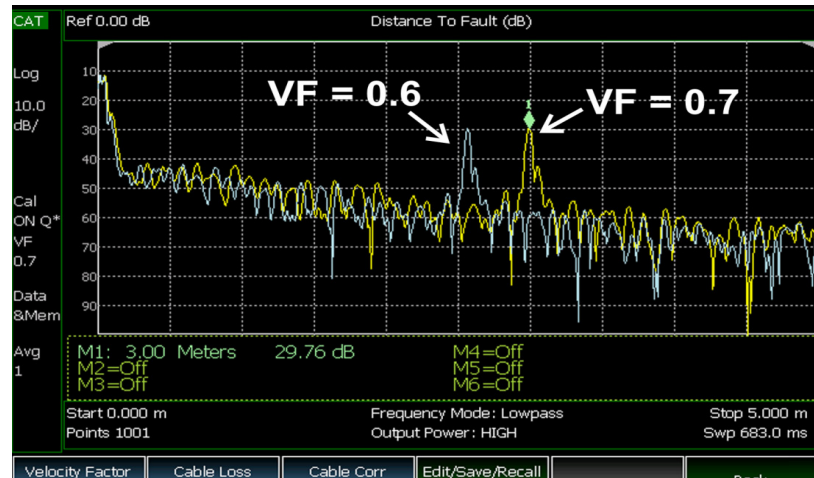 CAT Ref 0.00 dB Distance To Fault (dB)
Log
10.0
dB/
Cal
ON Q*
VF
0.7
Data
&Mem
Avg
1
10
20
30
40
50
60
70
80
90
VF = 0.6
1
VF = 0.7
M1: 3.00 Meters 29.76 dB M4=Off
M2=Off M5=Off
M3=Off M6=Off
Start 0.000 m Frequency Mode: Lowpass Stop 5.000 m
Points 1001 Output Power: HIGH Swp 683.0 ms
Velocity Factor Cable Loss Cable Corr Edit/Save/Recall